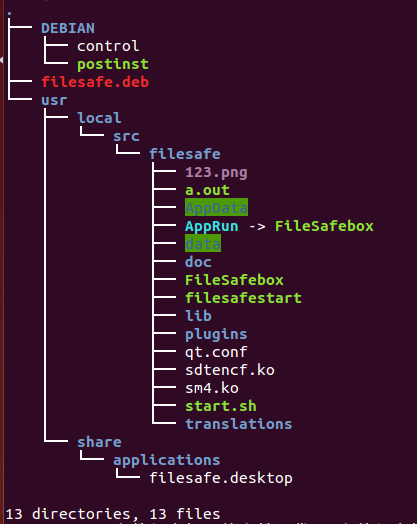 .
├── DEBIAN
│   ├── control
│   └── postinst
├── filesafe.deb
└── usr
    ├── local
    │   └── src
    │       └── filesafe
    │           ├── 123.png
    │           ├── a.out
    │           ├── AppData
    │           ├── AppRun -> FileSafebox
    │           ├── data
    │           ├── doc
    │           ├── FileSafebox
    │           ├── filesafestart
    │           ├── lib
    │           ├── plugins
    │           ├── qt.conf
    │           ├── sdtencf.ko
    │           ├── sm4.ko
    │           ├── start.sh
    │           └── translations
    └── share
        └── applications
            └── filesafe.desktop
13 directories, 13 files